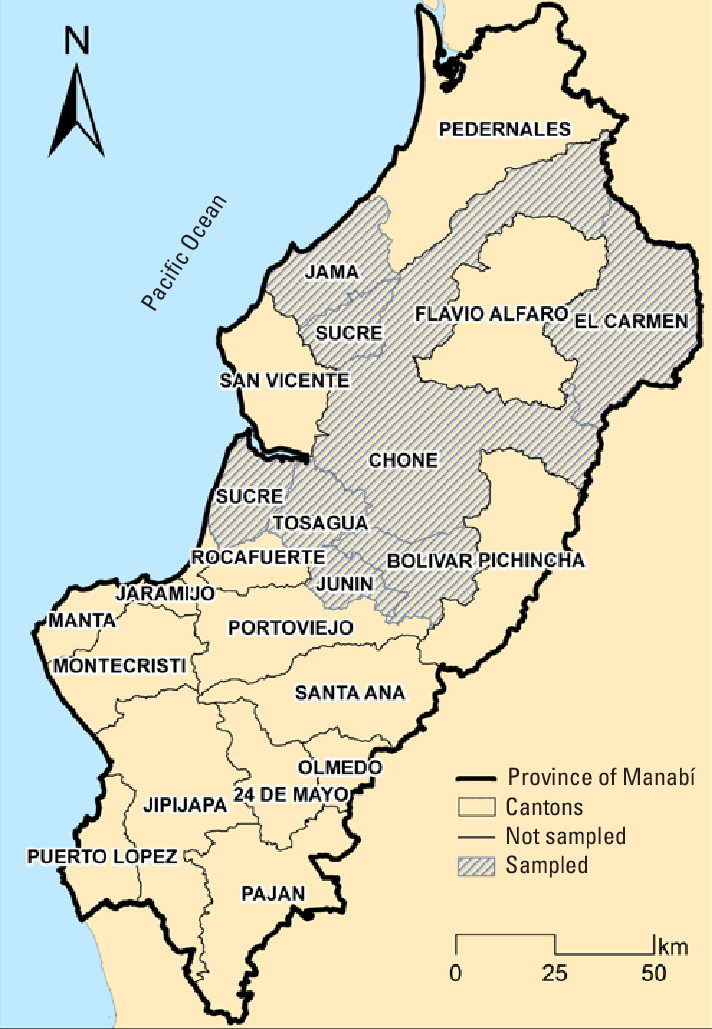 N
PEDERNALES
Pacific Ocean
JAMA
FLAVIO ALFARO
EL CARMEN
SUCRE
SAN VICENTE
CHONE
SUCRE
TOSAGUA
ROCAFUERTE
BOLIVAR
PICHINCHA
JUNIN
JARAMIJO
MANTA
PORTOVIEJO
MONTECRISTI
SANTA ANA
OLMEDO
24 DE MAYO
JIPIJAPA
PUERTO LOPEZ
PAJAN
Province of Manabí
Cantons
Not sampled
Sampled
km
0 25 50